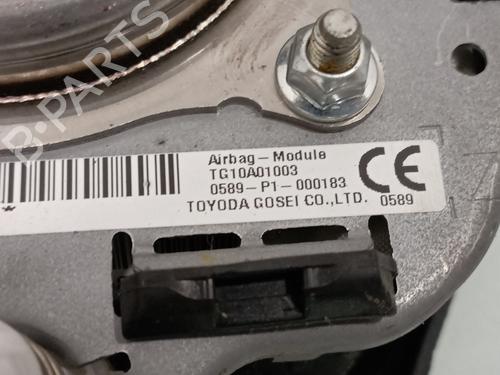 B-PARTS
Airbag-Module
TG10A01003
0589-P1-000183
TOYODA GOSEI CO.,LTD.
CE
0589